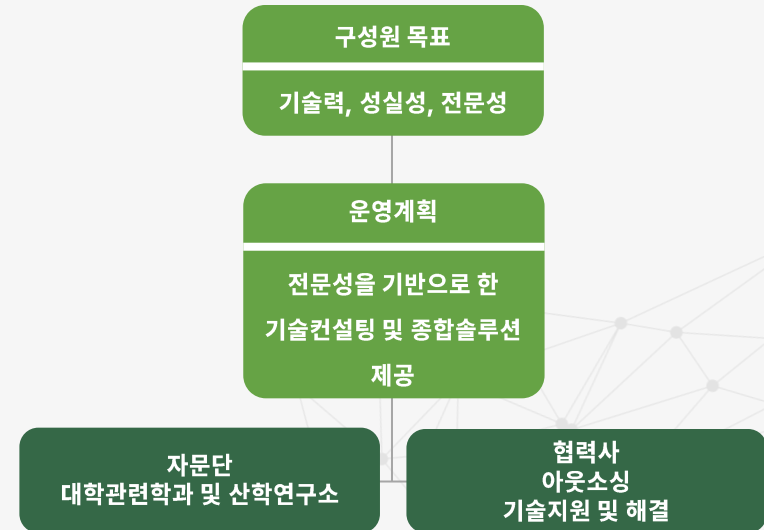 구성원 목표
기술력, 성실성, 전문성
운영계획
전문성을 기반으로 한
기술컨설팅 및 종합솔루션
제공
자문단
대학관련학과 및 산학연구소
협력사
아웃소싱
기술지원 및 해결